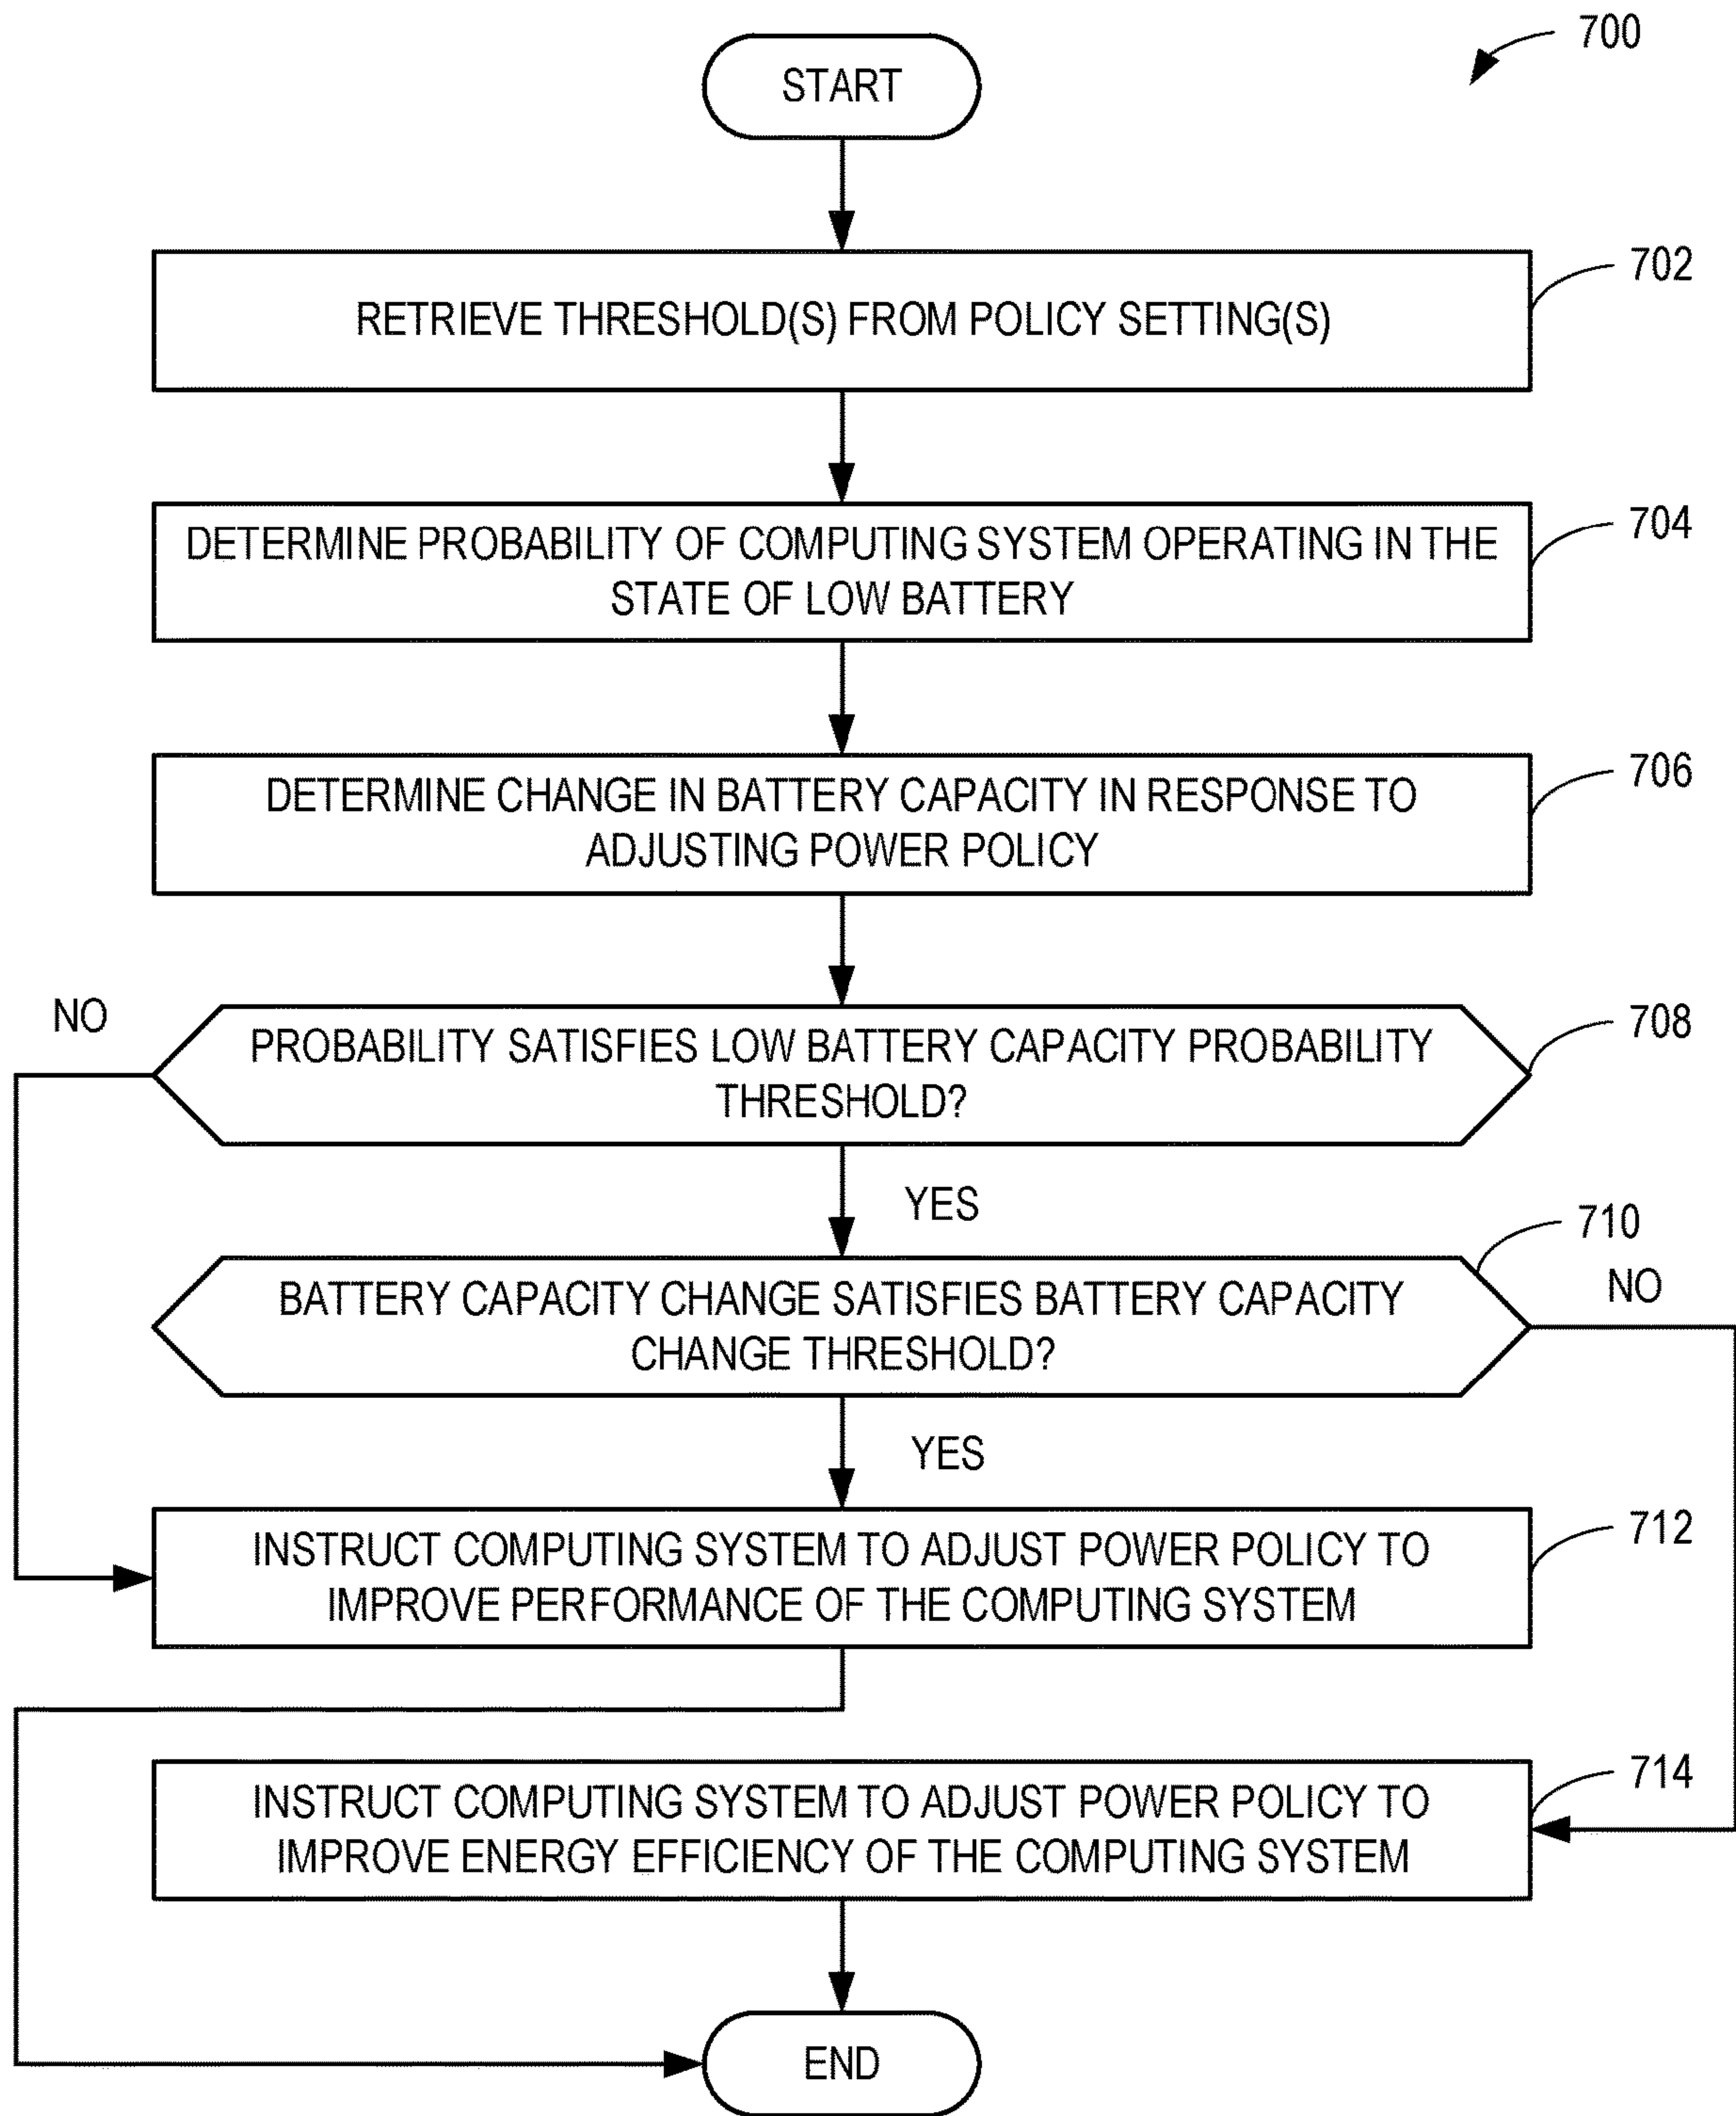 700
START
702
RETRIEVE THRESHOLD(S) FROM POLICY SETTING(S)
704
DETERMINE PROBABILITY OF COMPUTING SYSTEM OPERATING IN THE
STATE OF LOW BATTERY
706
DETERMINE CHANGE IN BATTERY CAPACITY IN RESPONSE TO
ADJUSTING POWER POLICY
NO
708
PROBABILITY SATISFIES LOW BATTERY CAPACITY PROBABILITY
THRESHOLD?
YES
710
NO
BATTERY CAPACITY CHANGE SATISFIES BATTERY CAPACITY
CHANGE THRESHOLD?
YES
712
INSTRUCT COMPUTING SYSTEM TO ADJUST POWER POLICY TO
IMPROVE PERFORMANCE OF THE COMPUTING SYSTEM
714
INSTRUCT COMPUTING SYSTEM TO ADJUST POWER POLICY TO
IMPROVE ENERGY EFFICIENCY OF THE COMPUTING SYSTEM
END